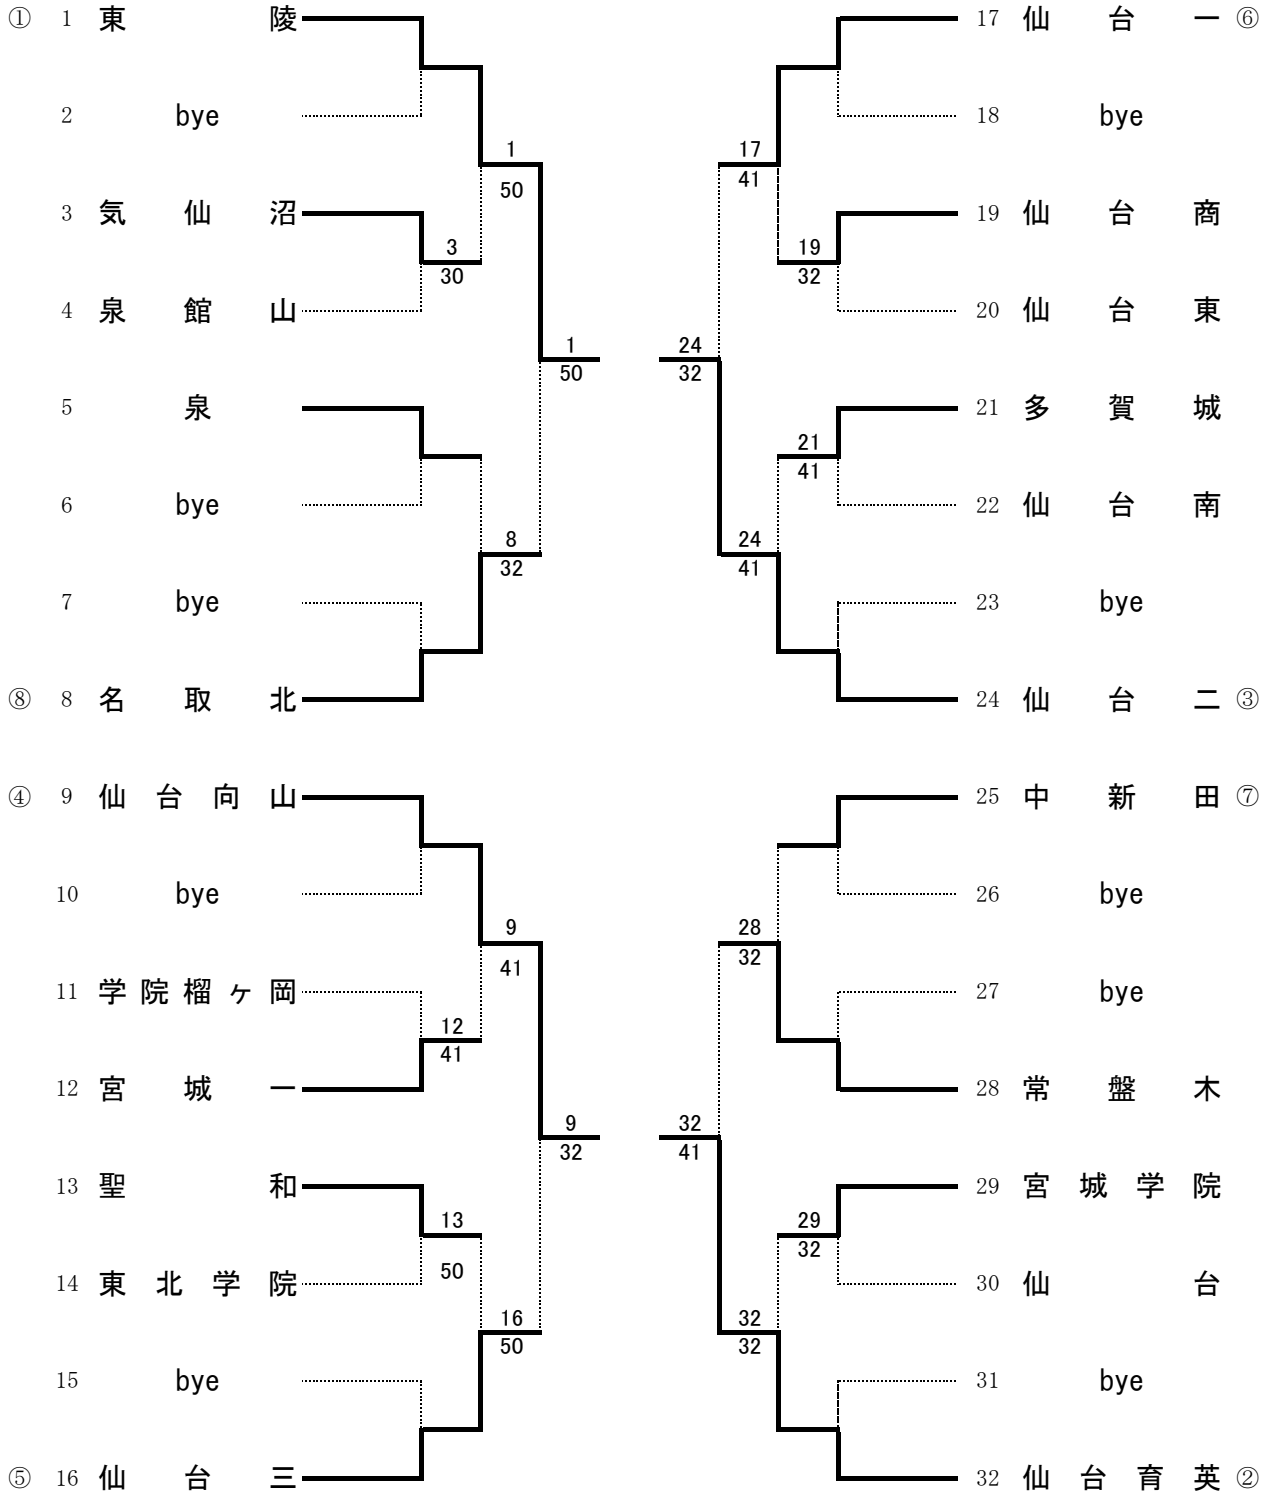 ① 1 東陵 17 仙台一 ⑥
2 bye 18 bye
1 17
50 41
3 気仙沼 19 仙台商
3 19
30 32
4 泉館山 20 仙台東
1 24
50 32
5 泉 21 多賀城
21
41
6 bye 22 仙台南
8 24
32 41
7 bye 23 bye
⑧ 8 名取北 24 仙台二 ③
④ 9 仙台向山 25 中新田 ⑦
10 bye 26 bye
9 28
41 32
11 学院榴ヶ岡 27 bye
12
41
12 宮城一 28 常盤木
9 32
32 41
13 聖和 29 宮城学院
13 29
50 32
14 東北学院 30 仙台
16 32
50 32
15 bye 31 bye
⑤ 16 仙台三 32 仙台育英 ②